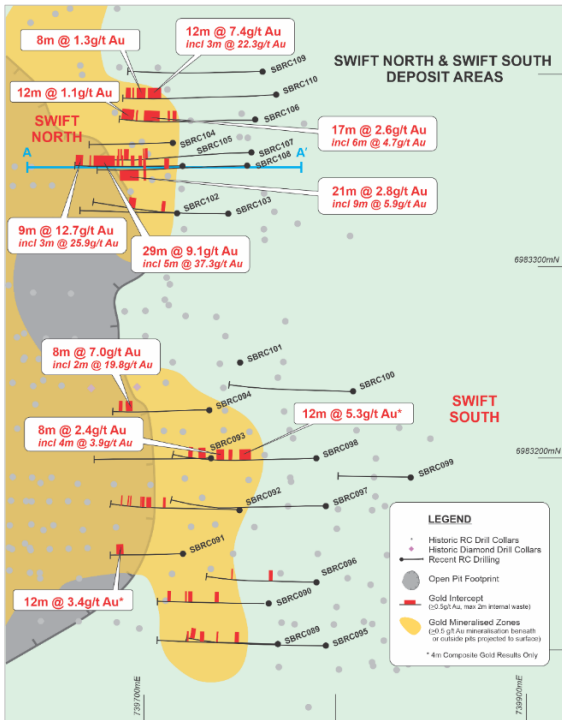 SWIFT NORTH & SWIFT SOUTH
DEPOSIT AREAS
8m @ 1.3g/t Au
12m @ 7.4g/t Au
incl 3m @ 22.3g/t Au
SBRC109
SBRC110
12m @ 1.1g/t Au
SBRC106
SWIFT
NORTH
17m @ 2.6g/t Au
incl 6m @ 4.7g/t Au
SBRC104
SBRC105
SBRC107
SBRC108
A
A'
21m @ 2.8g/t Au
incl 9m @ 5.9g/t Au
SBRC102
SBRC103
9m @ 12.7g/t Au
incl 3m @ 25.9g/t Au
29m @ 9.1g/t Au
incl 5m @ 37.3g/t Au
6983300mN
8m @ 7.0g/t Au
incl 2m @ 19.8g/t Au
SBRC101
SBRC100
SBRC094
SWIFT
SOUTH
12m @ 5.3g/t Au*
8m @ 2.4g/t Au
incl 4m @ 3.9g/t Au
SBRC093
SBRC098
6983200mN
SBRC099
SBRC092
SBRC097
SBRC091
12m @ 3.4g/t Au*
SBRC096
SBRC090
SBRC089
SBRC095
LEGEND
Historic RC Drill Collars
Historic Diamond Drill Collars
Recent RC Drilling
Open Pit Footprint
Gold Intercept
(≥0.5g/t Au, max 2m internal waste)
Gold Mineralised Zones
(≥0.5 g/t Au mineralisation beneath
or outside pits projected to surface)
* 4m Composite Gold Results Only
739700mE
739900mE